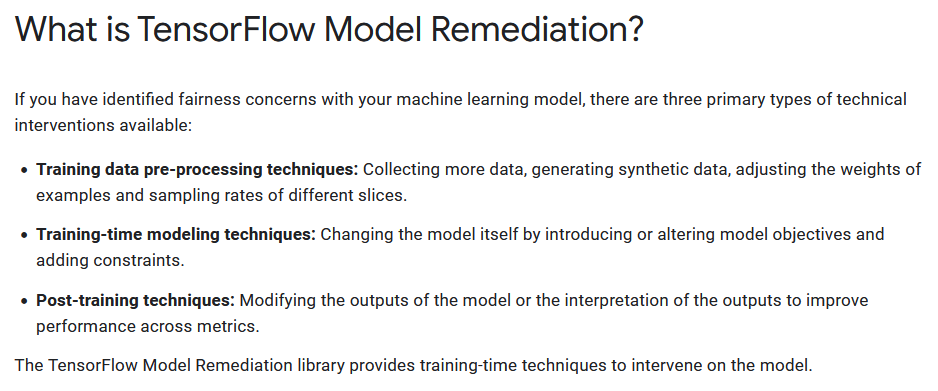 What is TensorFlow Model Remediation?
If you have identified fairness concerns with your machine learning model, there are three primary types of technical
interventions available:
• Training data pre-processing techniques: Collecting more data, generating synthetic data, adjusting the weights of
examples and sampling rates of different slices.
• Training-time modeling techniques: Changing the model itself by introducing or altering model objectives and
adding constraints.
• Post-training techniques: Modifying the outputs of the model or the interpretation of the outputs to improve
performance across metrics.
The TensorFlow Model Remediation library provides training-time techniques to intervene on the model.